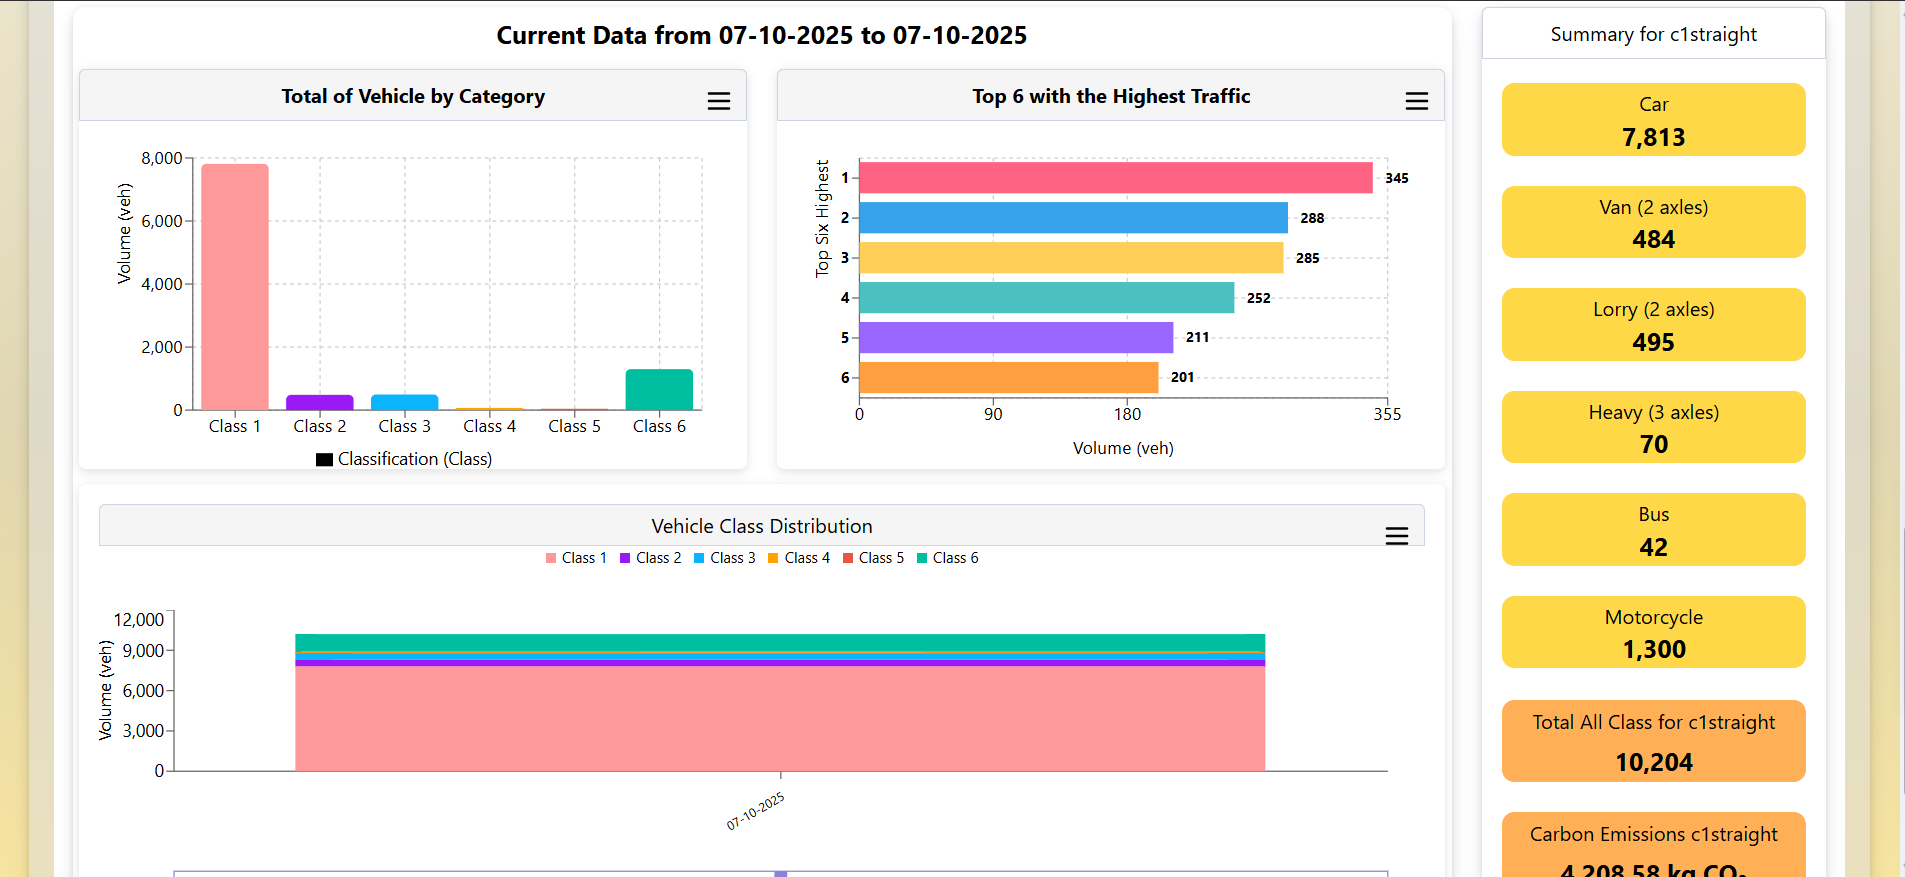 Current Data from 07-10-2025 to 07-10-2025
Total of Vehicle by Category
Volume (veh)
8,000
6,000
4,000
2,000
0
Class 1 Class 2 Class 3 Class 4 Class 5 Class 6
Classification (Class)
Top 6 with the Highest Traffic
Top Six Highest
1 345
2 288
3 285
4 252
5 211
6 201
0 90 180 355
Volume (veh)
Vehicle Class Distribution
Class 1 Class 2 Class 3 Class 4 Class 5 Class 6
Volume (veh)
12,000
9,000
6,000
3,000
0
07-10-2025
Summary for c1straight
Car
7,813
Van (2 axles)
484
Lorry (2 axles)
495
Heavy (3 axles)
70
Bus
42
Motorcycle
1,300
Total All Class for c1straight
10,204
Carbon Emissions c1straight
4,208.58 kg CO₂